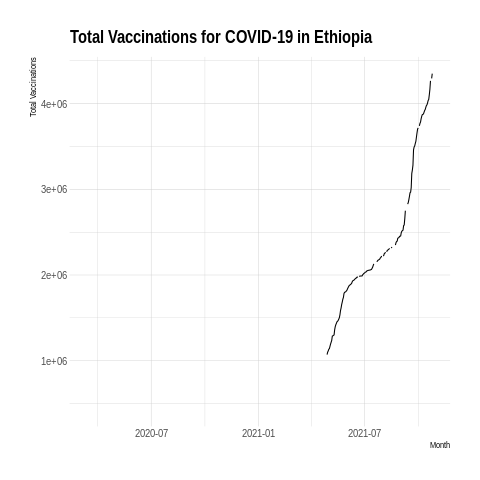 Total Vaccinations for COVID-19 in Ethiopia
Total Vaccinations
4e+06
3e+06
2e+06
1e+06
2020-07 2021-01 2021-07
Month